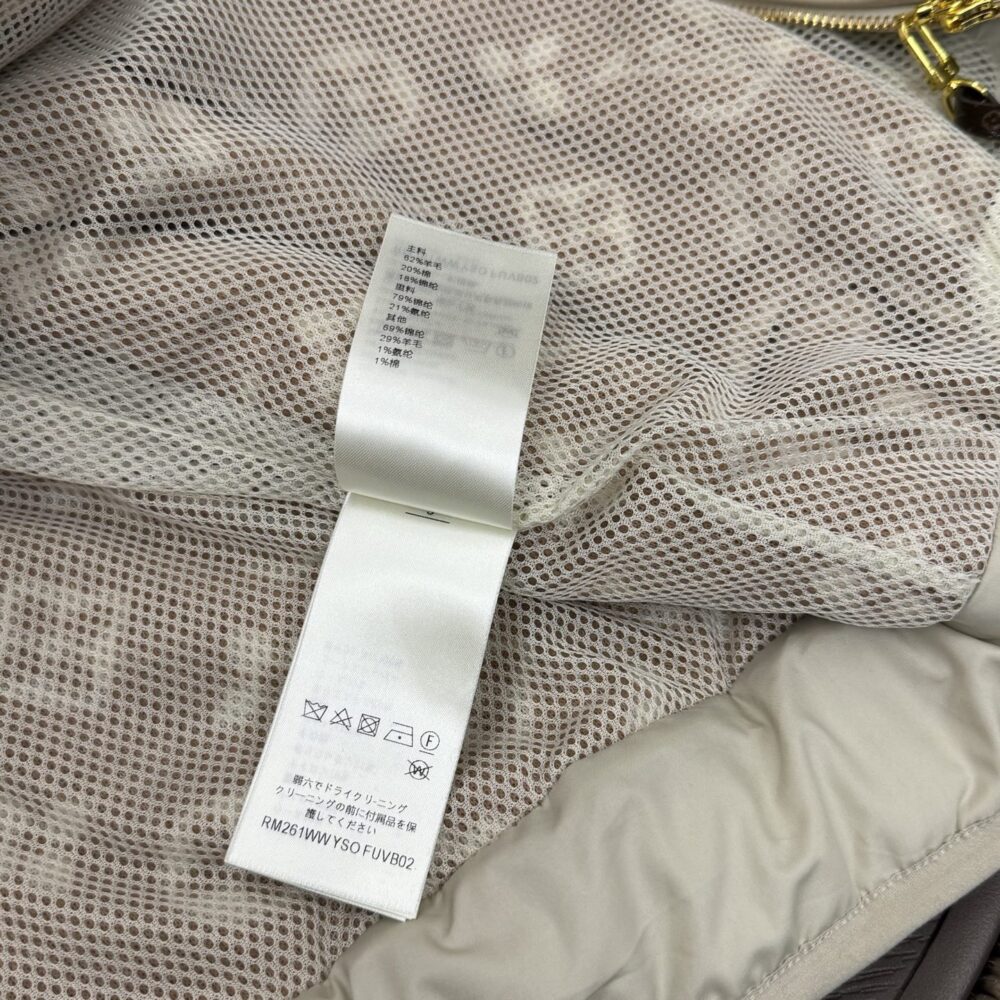 主料
62%羊毛
20%棉
18%锦纶
里料
79%锦纶
21%氨纶
其他
69%锦纶
29%羊毛
1%氨纶
1%棉
F
W
弱六でドライクリーニング
クリーニングの前に付属品を保
護してください
RM261WW YSO FUVB02